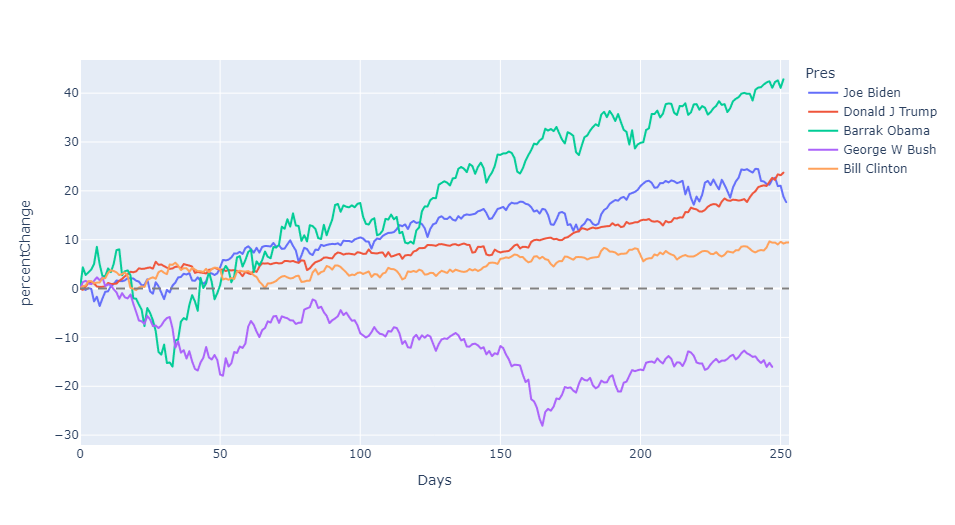 Pres
Joe Biden
Donald J Trump
Barrak Obama
George W Bush
Bill Clinton
percentChange
40
30
20
10
0
−10
−20
−30
0
50
100
150
200
250
Days